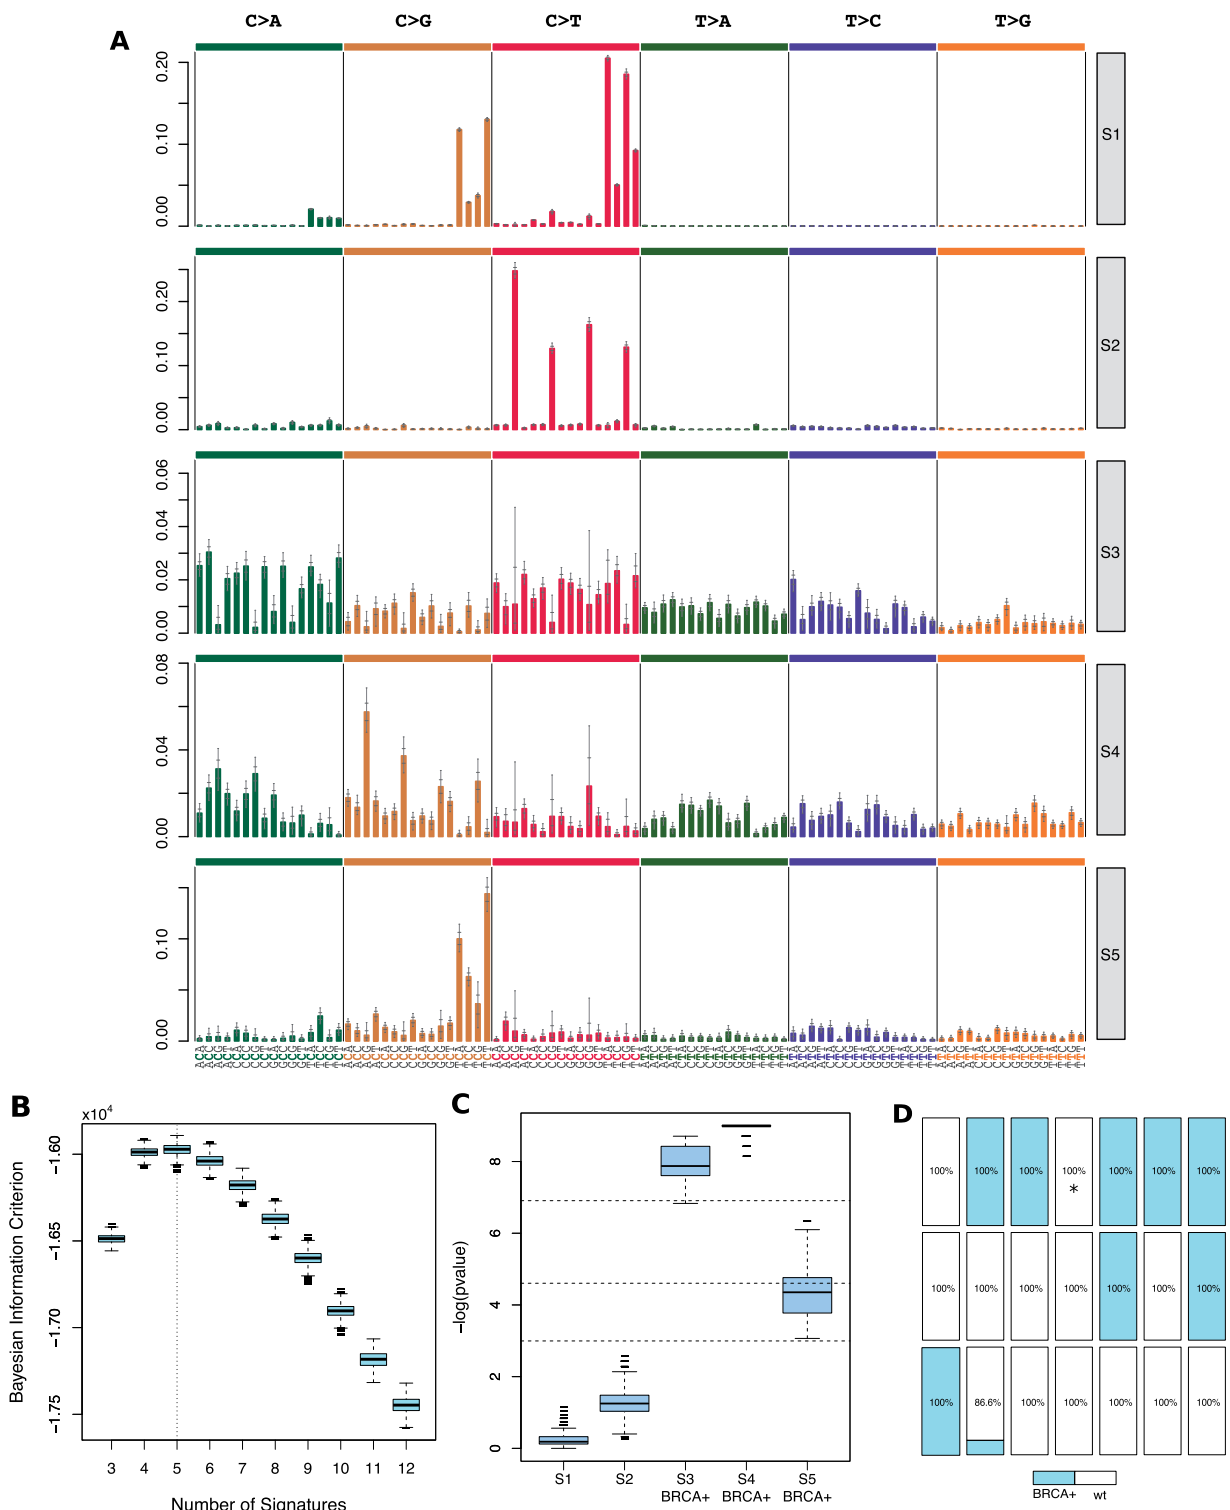 C>A C>G C>T T>A T>C T>G
A
0.20
0.10
0.00
S1
0.20
0.10
0.00
S2
0.06
0.04
0.02
0.00
S3
0.08
0.04
0.00
S4
0.10
0.00
S5
B
x10⁴
Bayesian Information Criterion
−1.60
−1.65
−1.70
−1.75
3 4 5 6 7 8 9 10 11 12
Number of Signatures
C
−log(pvalue)
8
6
4
2
0
S1 S2 S3 S4 S5
BRCA+ BRCA+ BRCA+
D
100% 100% 100% 100% 100% 100% 100%
*
100% 100% 100% 100% 100% 100% 100%
100% 86.6% 100% 100% 100% 100% 100%
BRCA+ wt